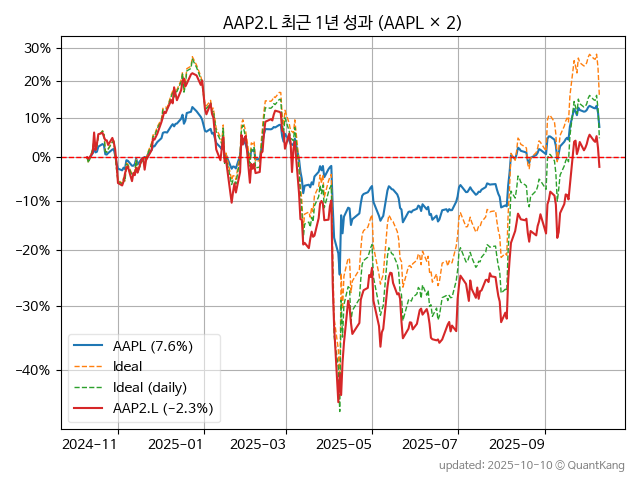 AAP2.L 최근 1년 성과 (AAPL × 2)
30%
20%
10%
0%
−10%
−20%
−30%
−40%
AAPL (7.6%)
Ideal
Ideal (daily)
AAP2.L (−2.3%)
2024-11 2025-01 2025-03 2025-05 2025-07 2025-09
updated: 2025-10-10 © QuantKang